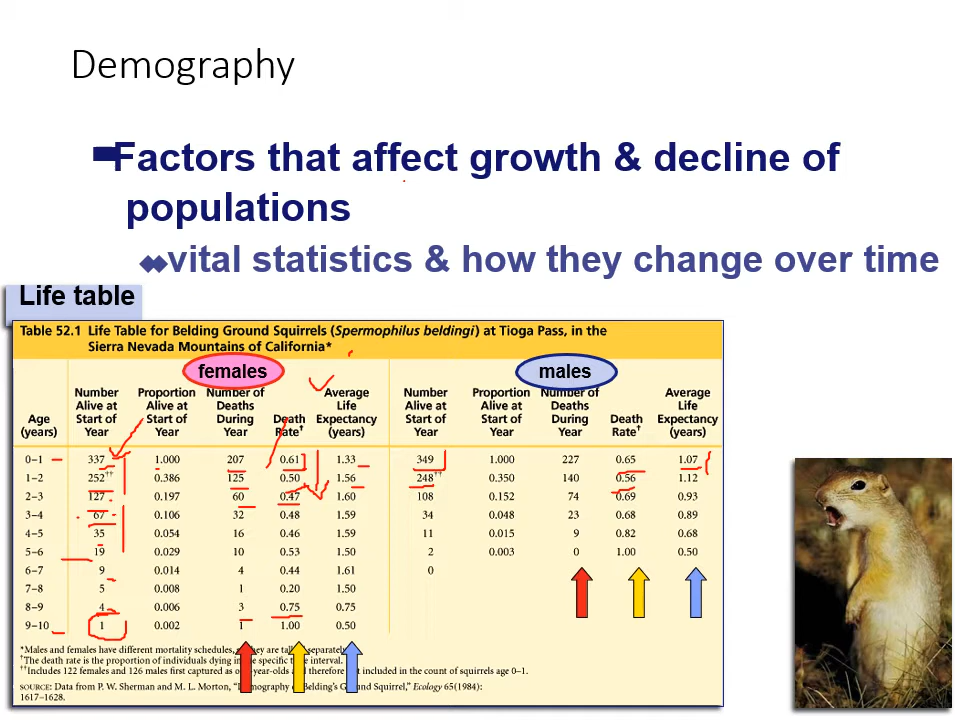 Demography
Factors that affect growth & decline of
populations
vital statistics & how they change over time
Life table
Table 52.1 Life Table for Belding Ground Squirrels (Spermophilus beldingi) at Tioga Pass, in the
Sierra Nevada Mountains of California*
females males
Age (years) Number Alive at Start of Year Proportion Alive at Start of Year Number of Deaths During Year Death Rate† Average Life Expectancy (years) Number Alive at Start of Year Proportion Alive at Start of Year Number of Deaths During Year Death Rate† Average Life Expectancy (years)
0–1 337 1.000 207 0.61 1.33 349 1.000 227 0.65 1.07
1–2 252†† 0.386 125 0.50 1.56 248†† 0.350 140 0.56 1.12
2–3 127 0.197 60 0.47 1.60 108 0.152 74 0.69 0.93
3–4 67 0.106 32 0.48 1.59 34 0.048 23 0.68 0.89
4–5 35 0.054 16 0.46 1.59 11 0.015 9 0.82 0.68
5–6 19 0.029 10 0.53 1.50 2 0.003 0 1.00 0.50
6–7 9 0.014 4 0.44 1.61 0
7–8 5 0.008 1 0.20 1.50
8–9 4 0.006 3 0.75 0.75
9–10 1 0.002 1 1.00 0.50
*Males and females have different mortality schedules, they are separately
†The death rate is the proportion of individuals dying in specific interval.
††Includes 122 females and 126 males first captured as and therefore included in the count of squirrels age 0–1.
SOURCE: Data from P. W. Sherman and M. L. Morton, "Demography Belding's Ground Squirrel," Ecology 65(1984):
1617–1628.